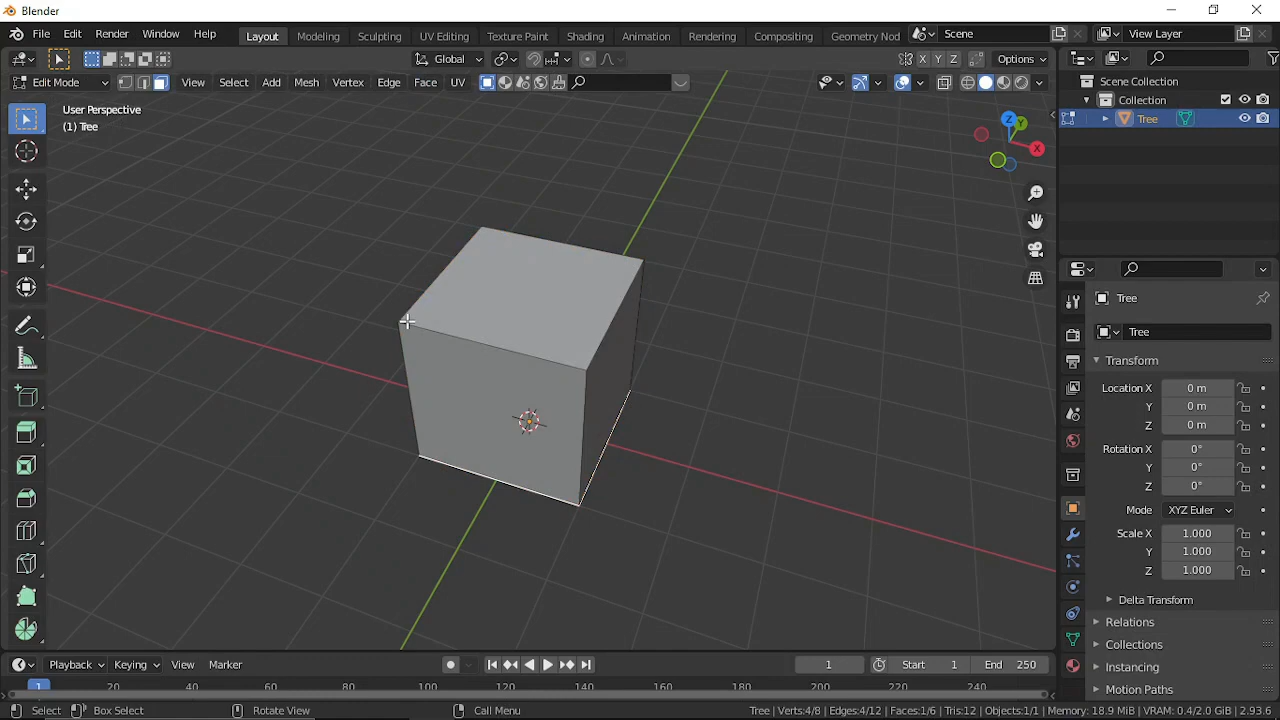 Blender
File Edit Render Window Help Layout Modeling Sculpting UV Editing Texture Paint Shading Animation Rendering Compositing Geometry Nod Scene View Layer
Global X Y Z Options
Edit Mode View Select Add Mesh Vertex Edge Face UV
User Perspective
(1) Tree
Z Y X
Scene Collection
Collection
Tree
Tree
Tree
Transform
Location X 0 m
Y 0 m
Z 0 m
Rotation X 0°
Y 0°
Z 0°
Mode XYZ Euler
Scale X 1.000
Y 1.000
Z 1.000
Delta Transform
Relations
Collections
Instancing
Motion Paths
Playback Keying View Marker 1 Start 1 End 250
1 20 40 60 80 100 120 140 160 180 200 220 240
Select Box Select Rotate View Call Menu Tree | Verts:4/8 | Edges:4/12 | Faces:1/6 | Tris:12 | Objects:1/1 | Memory: 18.9 MiB | VRAM: 0.4/2.0 GiB | 2.93.6